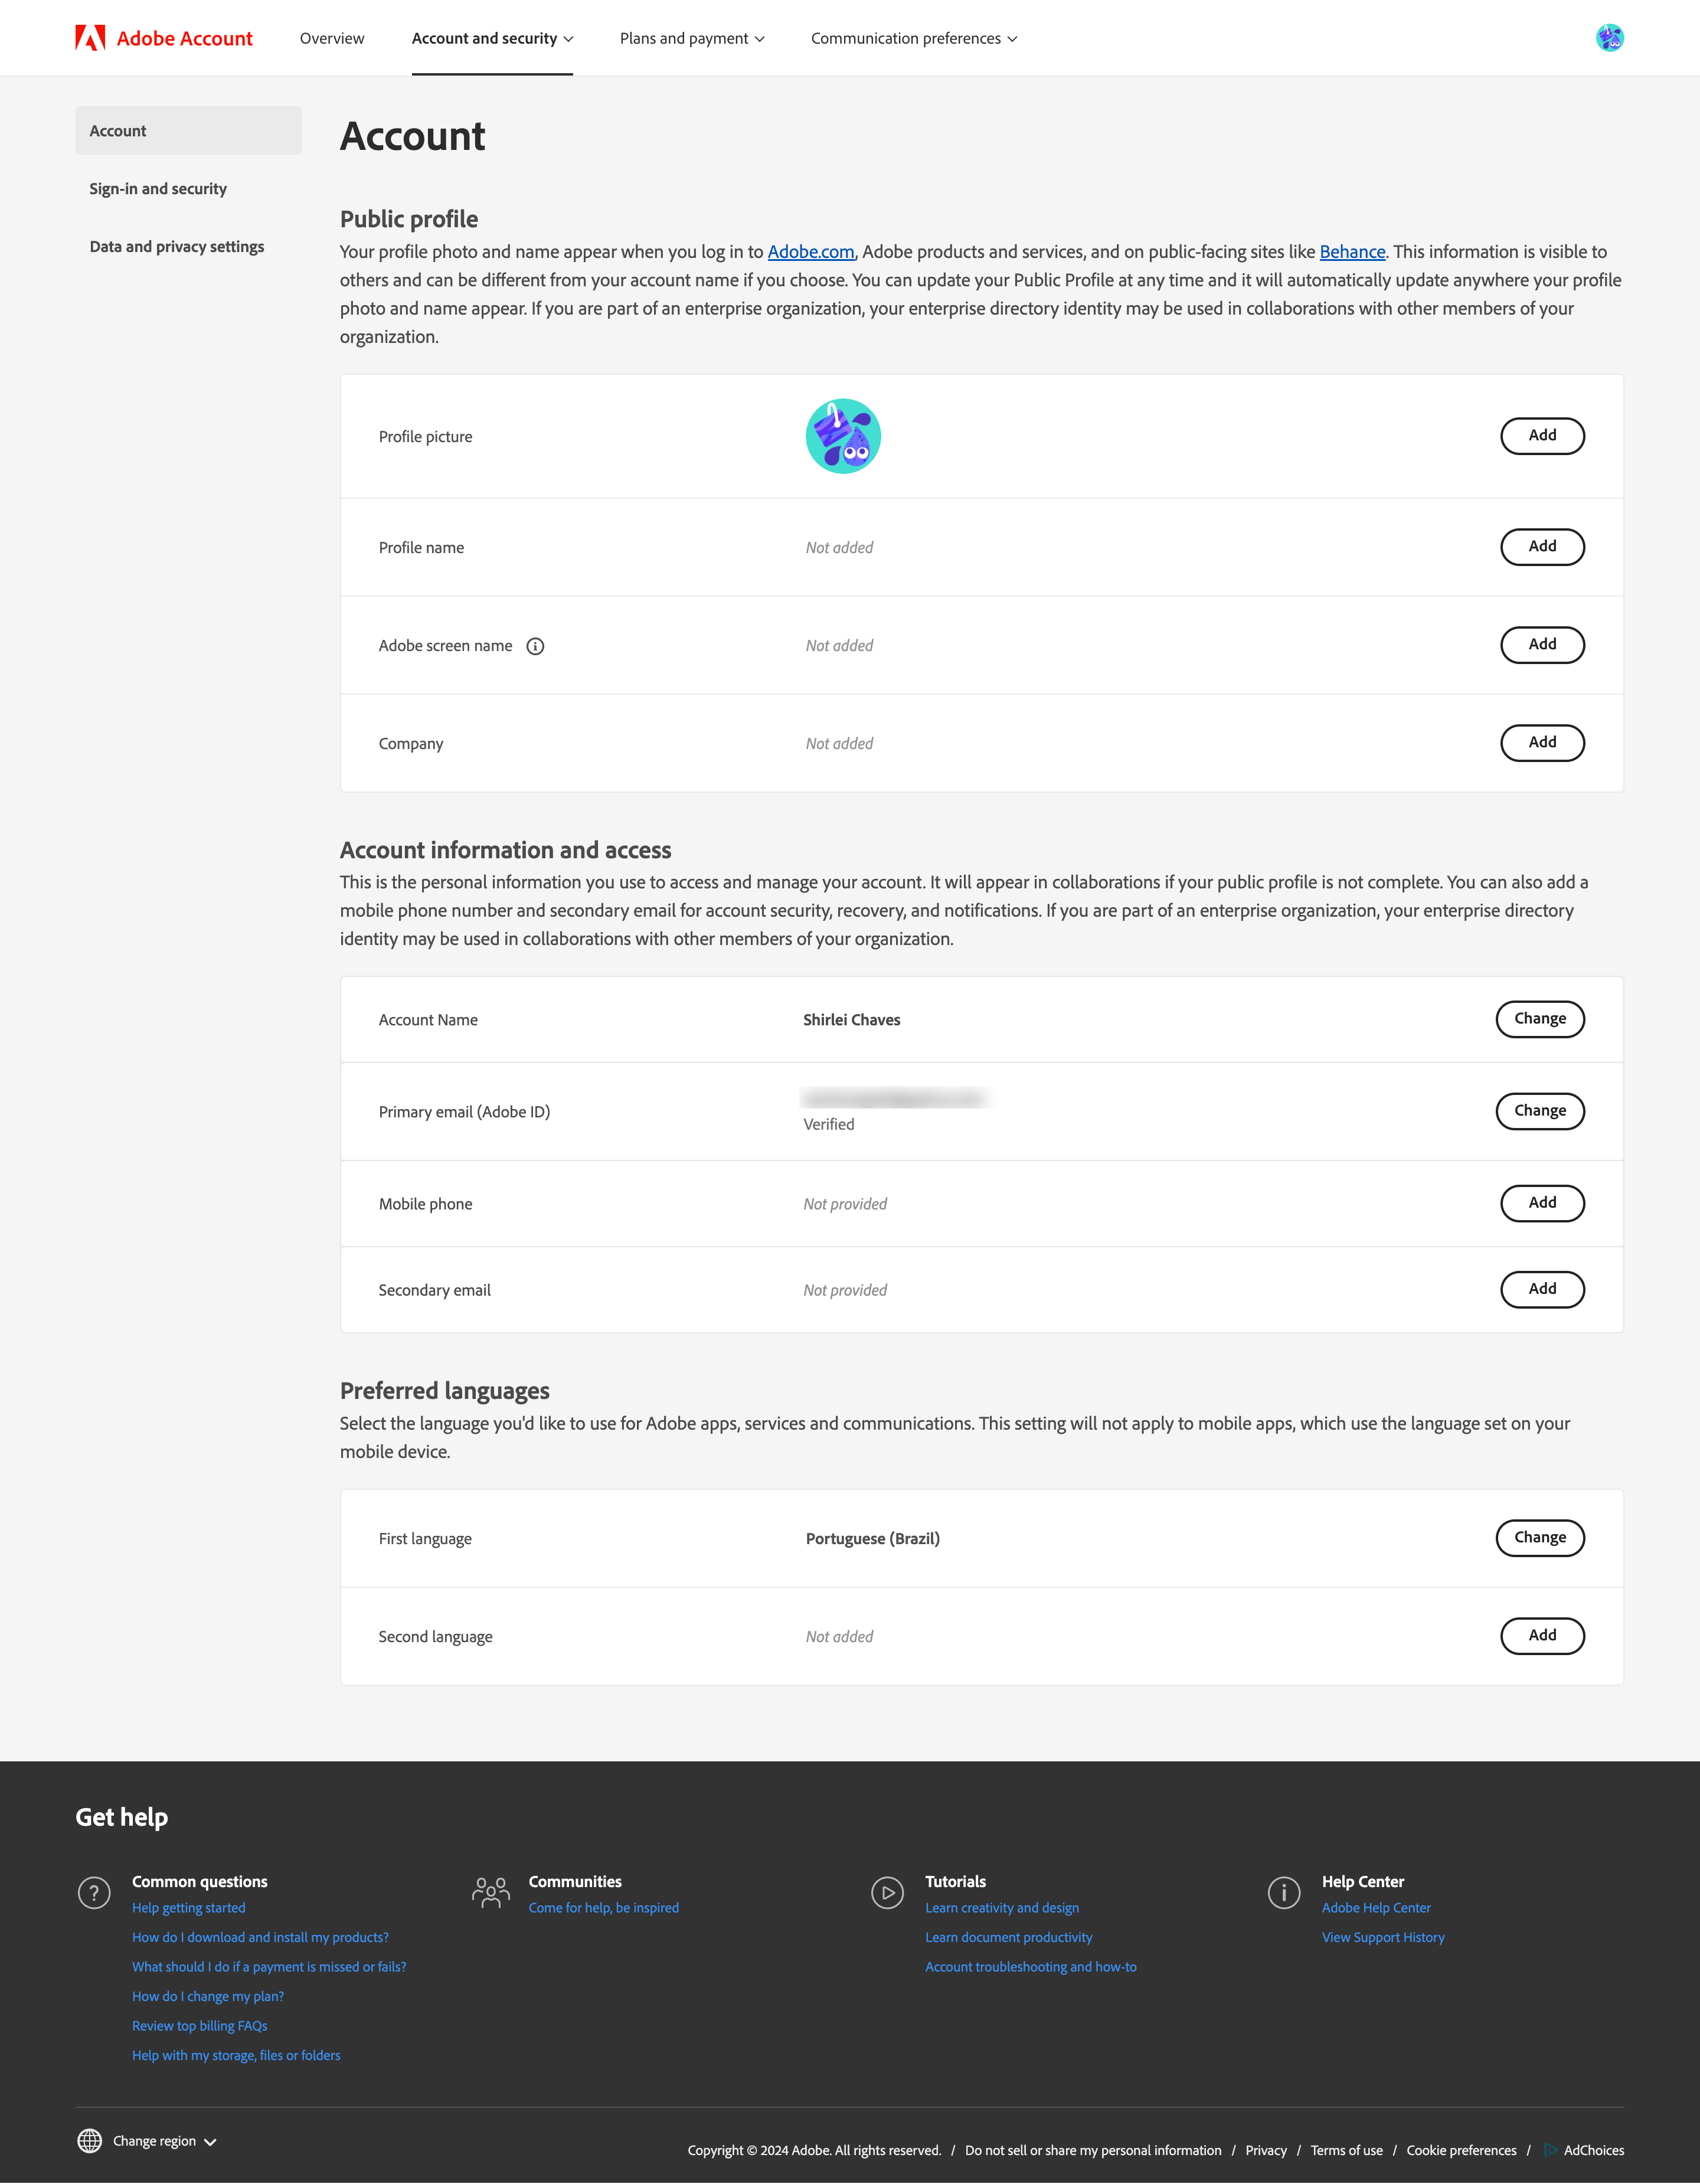 Adobe Account
Overview
Account and security
Plans and payment
Communication preferences
Account
Sign-in and security
Data and privacy settings
Account
Public profile
Your profile photo and name appear when you log in to Adobe.com, Adobe products and services, and on public-facing sites like Behance. This information is visible to
others and can be different from your account name if you choose. You can update your Public Profile at any time and it will automatically update anywhere your profile
photo and name appear. If you are part of an enterprise organization, your enterprise directory identity may be used in collaborations with other members of your
organization.
Profile picture
Add
Profile name
Not added
Add
Adobe screen name
Not added
Add
Company
Not added
Add
Account information and access
This is the personal information you use to access and manage your account. It will appear in collaborations if your public profile is not complete. You can also add a
mobile phone number and secondary email for account security, recovery, and notifications. If you are part of an enterprise organization, your enterprise directory
identity may be used in collaborations with other members of your organization.
Account Name
Shirlei Chaves
Change
Primary email (Adobe ID)
Verified
Change
Mobile phone
Not provided
Add
Secondary email
Not provided
Add
Preferred languages
Select the language you'd like to use for Adobe apps, services and communications. This setting will not apply to mobile apps, which use the language set on your
mobile device.
First language
Portuguese (Brazil)
Change
Second language
Not added
Add
Get help
Common questions
Help getting started
How do I download and install my products?
What should I do if a payment is missed or fails?
How do I change my plan?
Review top billing FAQs
Help with my storage, files or folders
Communities
Come for help, be inspired
Tutorials
Learn creativity and design
Learn document productivity
Account troubleshooting and how-to
Help Center
Adobe Help Center
View Support History
Change region
Copyright © 2024 Adobe. All rights reserved. / Do not sell or share my personal information / Privacy / Terms of use / Cookie preferences / AdChoices